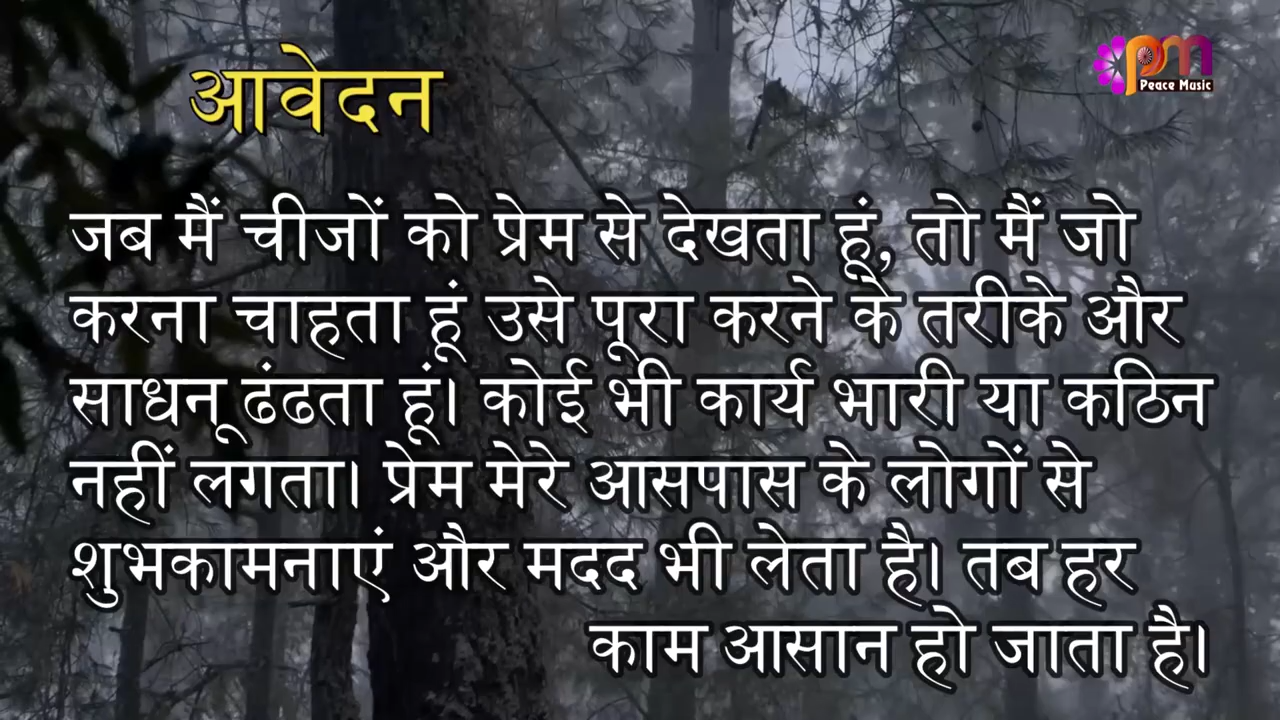 आवेदन
pm
Peace Music
जब मैं चीजों को प्रेम से देखता हूं, तो मैं जो
करना चाहता हूं उसे पूरा करने के तरीके और
साधनू ढंढता हूं। कोई भी कार्य भारी या कठिन
नहीं लगता। प्रेम मेरे आसपास के लोगों से
शुभकामनाएं और मदद भी लेता है। तब हर
काम आसान हो जाता है।